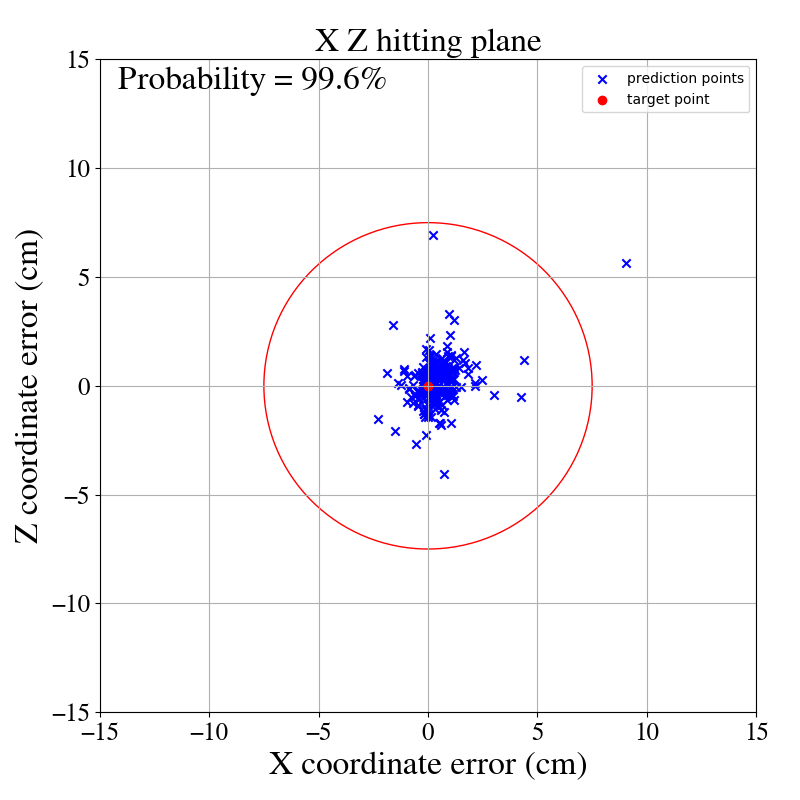 X Z hitting plane
Probability = 99.6%
prediction points
target point
Z coordinate error (cm)
15
10
5
0
−5
−10
−15
−15
−10
−5
0
5
10
15
X coordinate error (cm)